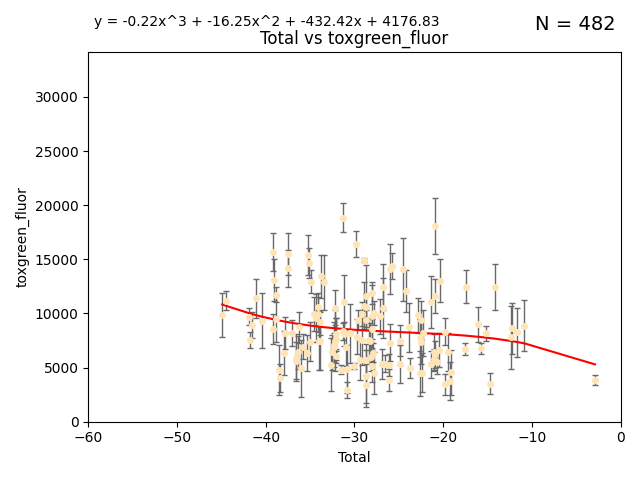 y = -0.22x^3 + -16.25x^2 + -432.42x + 4176.83
N = 482
Total vs toxgreen_fluor
30000
25000
20000
15000
10000
5000
0
toxgreen_fluor
−60
−50
−40
−30
−20
−10
0
Total